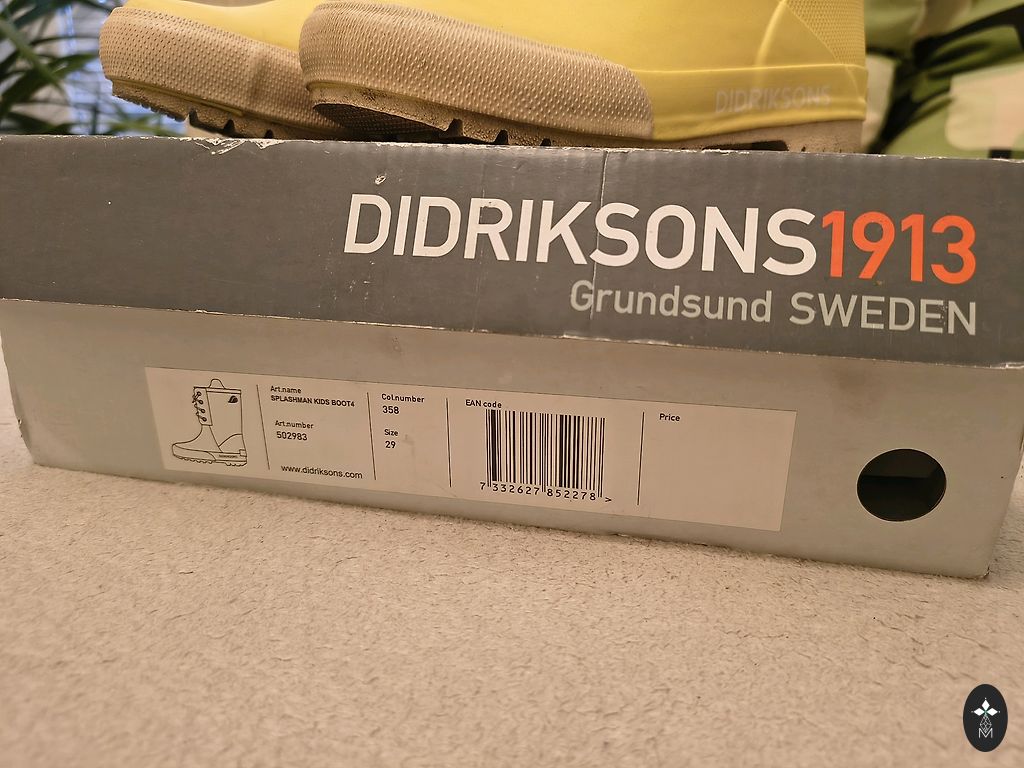 DIDRIKSONS
DIDRIKSONS1913
Grundsund SWEDEN
Art.name
SPLASHMAN KIDS BOOT4
Art.number
502983
www.didriksons.com
Col.number
358
Size
29
EAN code
7 332627 852278 >
Price
M